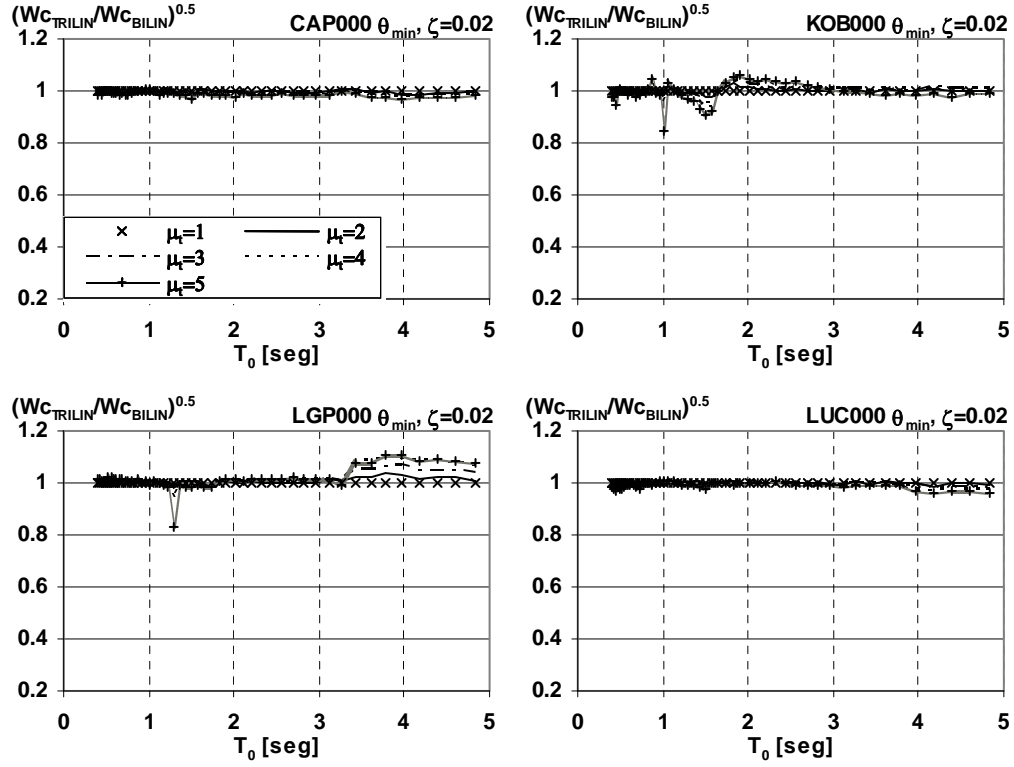 (Wc_TRILIN/Wc_BILIN)^0.5 CAP000 θ_min, ζ=0.02
1.2
1
0.8
0.6
0.4
0.2
μ_t=1 μ_t=2
μ_t=3 μ_t=4
μ_t=5
0 1 2 3 4 5
T_0 [seg]
(Wc_TRILIN/Wc_BILIN)^0.5 KOB000 θ_min, ζ=0.02
1.2
1
0.8
0.6
0.4
0.2
0 1 2 3 4 5
T_0 [seg]
(Wc_TRILIN/Wc_BILIN)^0.5 LGP000 θ_min, ζ=0.02
1.2
1
0.8
0.6
0.4
0.2
0 1 2 3 4 5
T_0 [seg]
(Wc_TRILIN/Wc_BILIN)^0.5 LUC000 θ_min, ζ=0.02
1.2
1
0.8
0.6
0.4
0.2
0 1 2 3 4 5
T_0 [seg]